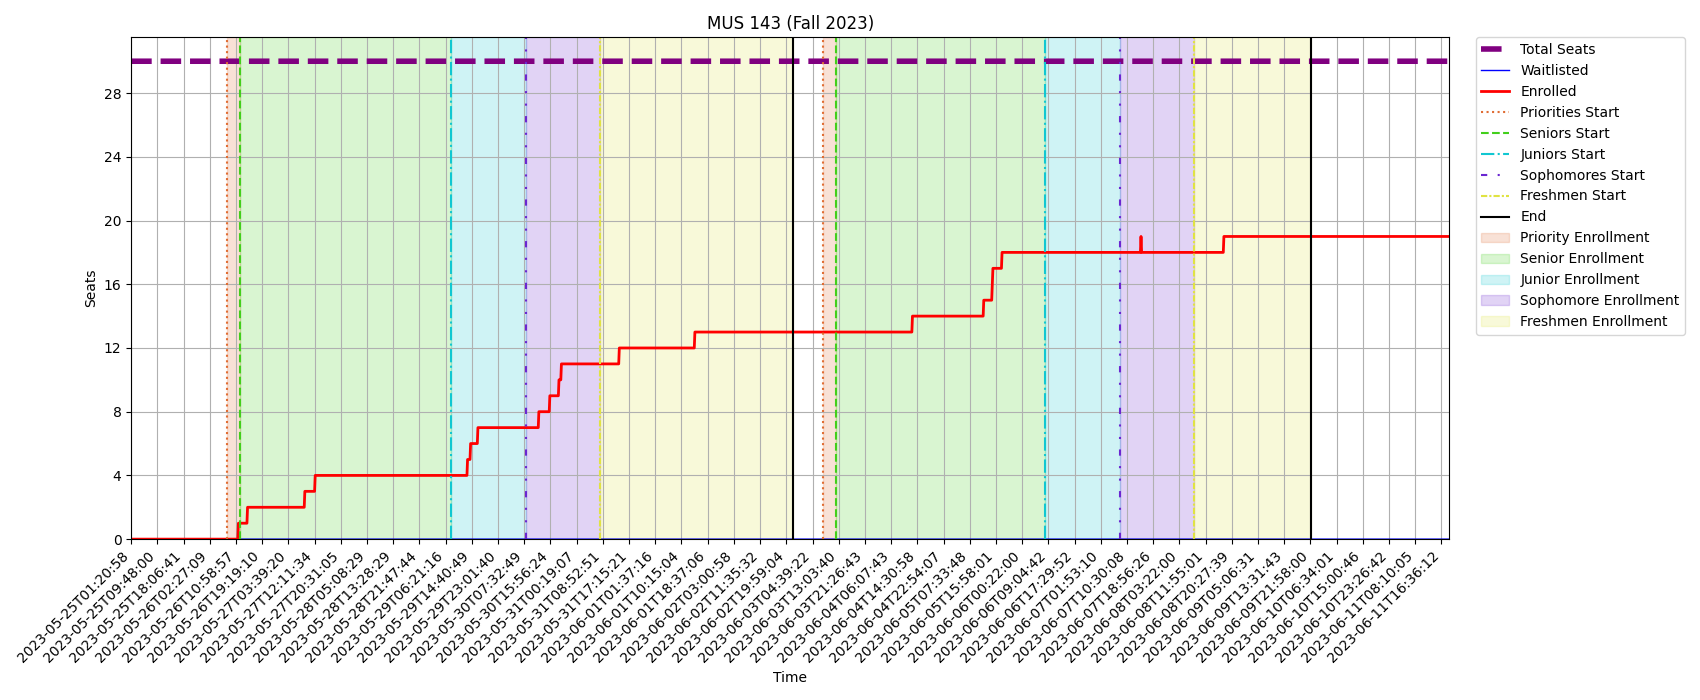 MUS 143 (Fall 2023)
Total Seats
Waitlisted
Enrolled
Priorities Start
Seniors Start
Juniors Start
Sophomores Start
Freshmen Start
End
Priority Enrollment
Senior Enrollment
Junior Enrollment
Sophomore Enrollment
Freshmen Enrollment
Seats
28
24
20
16
12
8
4
0
2023-05-25T01:20:58
2023-05-25T09:48:00
2023-05-25T18:06:41
2023-05-26T02:27:09
2023-05-26T10:58:57
2023-05-26T19:19:10
2023-05-27T03:39:20
2023-05-27T12:11:34
2023-05-27T20:31:05
2023-05-28T05:08:29
2023-05-28T13:28:29
2023-05-28T21:47:44
2023-05-29T06:21:16
2023-05-29T14:40:49
2023-05-29T23:01:40
2023-05-30T07:32:49
2023-05-30T15:56:24
2023-05-31T00:19:07
2023-05-31T08:52:51
2023-05-31T17:15:21
2023-06-01T01:37:16
2023-06-01T10:15:04
2023-06-01T18:37:06
2023-06-02T03:00:58
2023-06-02T11:35:32
2023-06-02T19:59:04
2023-06-03T04:39:22
2023-06-03T13:03:40
2023-06-03T21:26:43
2023-06-04T06:07:43
2023-06-04T14:30:58
2023-06-04T22:54:07
2023-06-05T07:33:48
2023-06-05T15:58:01
2023-06-06T00:22:00
2023-06-06T09:04:42
2023-06-06T17:29:52
2023-06-07T01:53:10
2023-06-07T10:30:08
2023-06-07T18:56:26
2023-06-08T03:22:00
2023-06-08T11:55:01
2023-06-08T20:27:39
2023-06-09T05:06:31
2023-06-09T13:31:43
2023-06-09T21:58:00
2023-06-10T06:34:01
2023-06-10T15:00:46
2023-06-10T23:26:42
2023-06-11T08:10:05
2023-06-11T16:36:12
Time